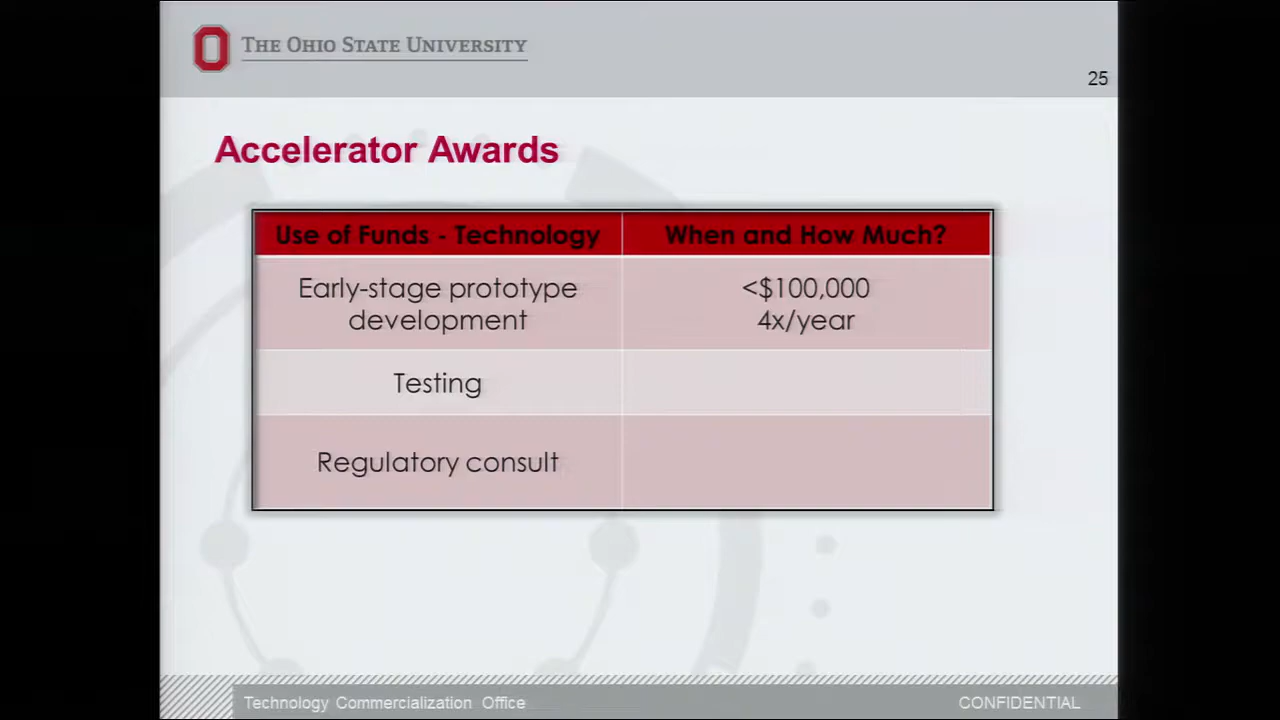 THE OHIO STATE UNIVERSITY
25
Accelerator Awards
Use of Funds - Technology
When and How Much?
Early-stage prototype
development
<$100,000
4x/year
Testing
Regulatory consult
Technology Commercialization Office
CONFIDENTIAL